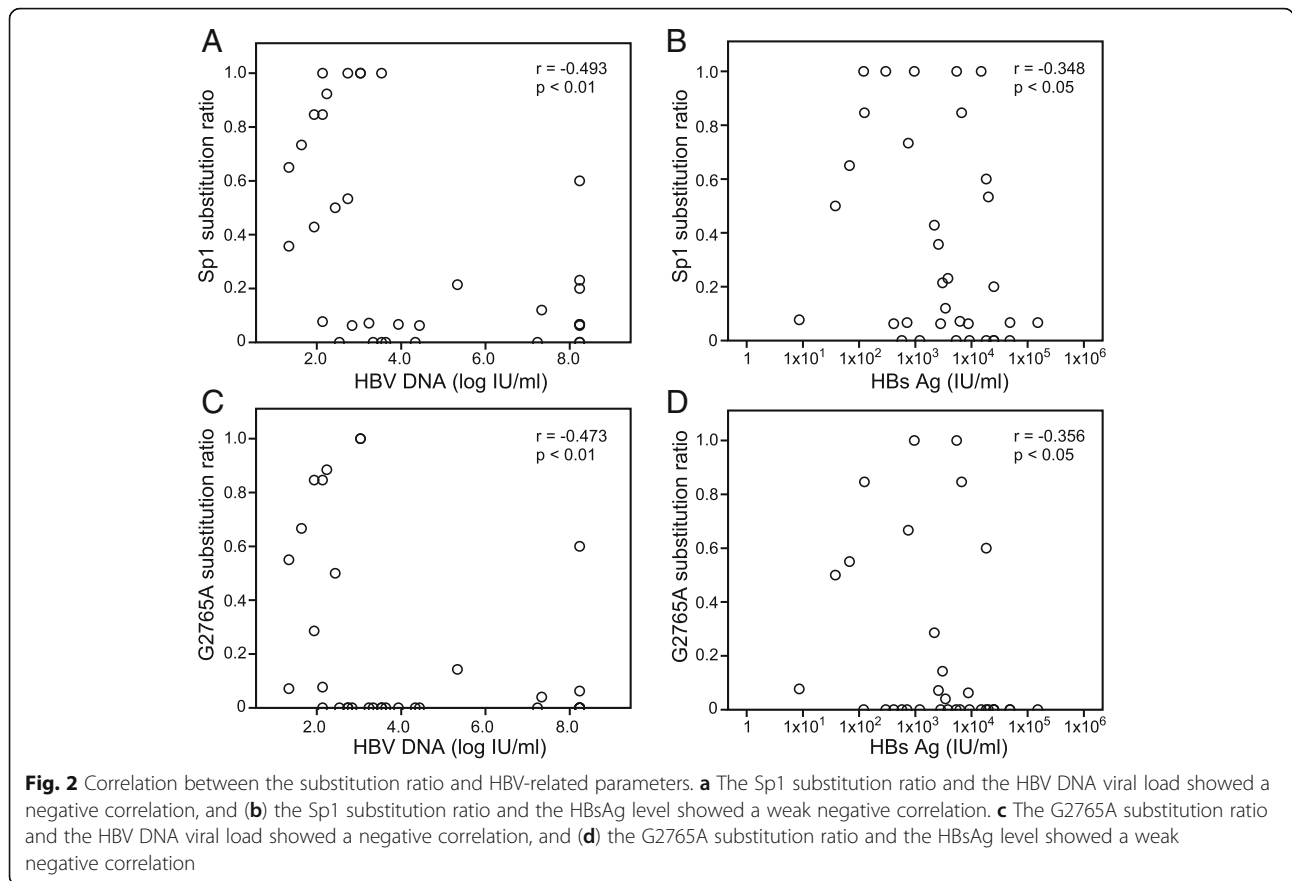 A
r = -0.493
p < 0.01
Sp1 substitution ratio
1.0
0.8
0.6
0.4
0.2
0
2.0 4.0 6.0 8.0
HBV DNA (log IU/ml)
B
r = -0.348
p < 0.05
Sp1 substitution ratio
1.0
0.8
0.6
0.4
0.2
0
1 1x10¹ 1x10² 1x10³ 1x10⁴ 1x10⁵ 1x10⁶
HBs Ag (IU/ml)
C
r = -0.473
p < 0.01
G2765A substitution ratio
1.0
0.8
0.6
0.4
0.2
0
2.0 4.0 6.0 8.0
HBV DNA (log IU/ml)
D
r = -0.356
p < 0.05
G2765A substitution ratio
1.0
0.8
0.6
0.4
0.2
0
1 1x10¹ 1x10² 1x10³ 1x10⁴ 1x10⁵ 1x10⁶
HBs Ag (IU/ml)
Fig. 2 Correlation between the substitution ratio and HBV-related parameters. a The Sp1 substitution ratio and the HBV DNA viral load showed a
negative correlation, and (b) the Sp1 substitution ratio and the HBsAg level showed a weak negative correlation. c The G2765A substitution ratio
and the HBV DNA viral load showed a negative correlation, and (d) the G2765A substitution ratio and the HBsAg level showed a weak
negative correlation